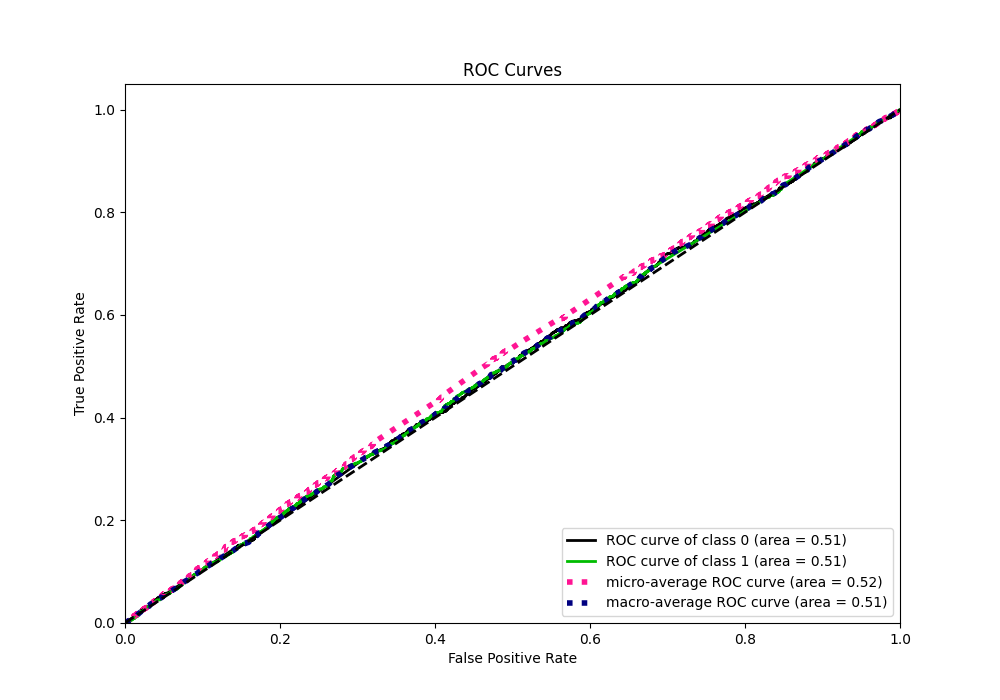 ROC Curves
True Positive Rate
1.0
0.8
0.6
0.4
0.2
0.0
ROC curve of class 0 (area = 0.51)
ROC curve of class 1 (area = 0.51)
micro-average ROC curve (area = 0.52)
macro-average ROC curve (area = 0.51)
0.0 0.2 0.4 0.6 0.8 1.0
False Positive Rate